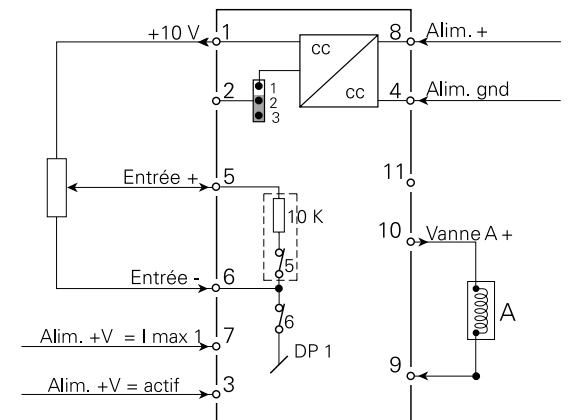 +10 V
1
8
Alim. +
cc
cc
2
1
2
3
4
Alim. gnd
11
Entrée +
5
10 K
10
Vanne A +
5
Entrée -
6
A
6
Alim. +V = I max 1
7
DP 1
9
Alim. +V = actif
3